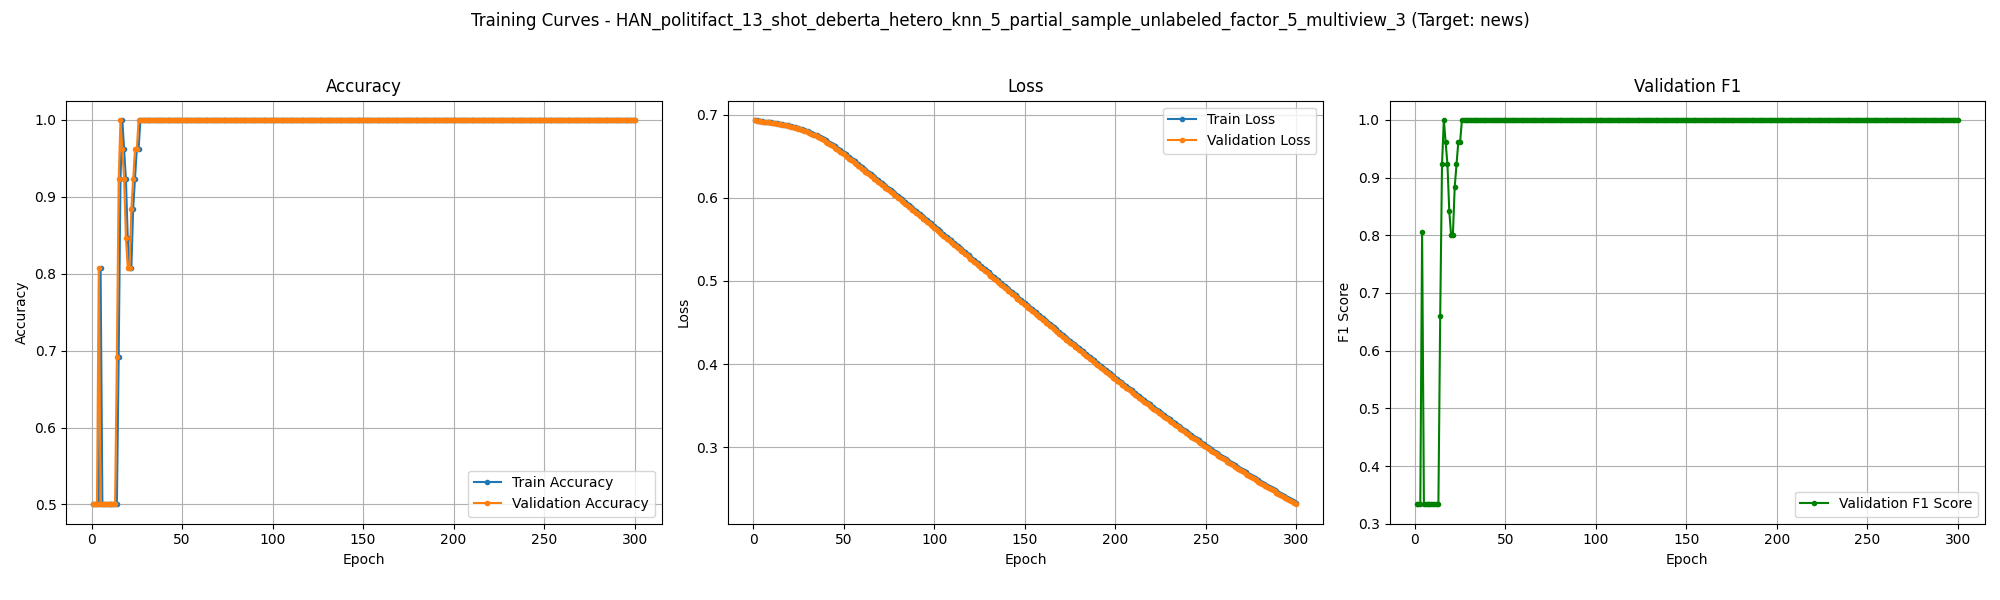 Training Curves - HAN_politifact_13_shot_deberta_hetero_knn_5_partial_sample_unlabeled_factor_5_multiview_3 (Target: news)
Accuracy
1.0
0.9
0.8
0.7
0.6
0.5
Accuracy
Train Accuracy
Validation Accuracy
0 50 100 150 200 250 300
Epoch
Loss
0.7
0.6
0.5
0.4
0.3
Loss
Train Loss
Validation Loss
0 50 100 150 200 250 300
Epoch
Validation F1
1.0
0.9
0.8
0.7
0.6
0.5
0.4
0.3
F1 Score
Validation F1 Score
0 50 100 150 200 250 300
Epoch